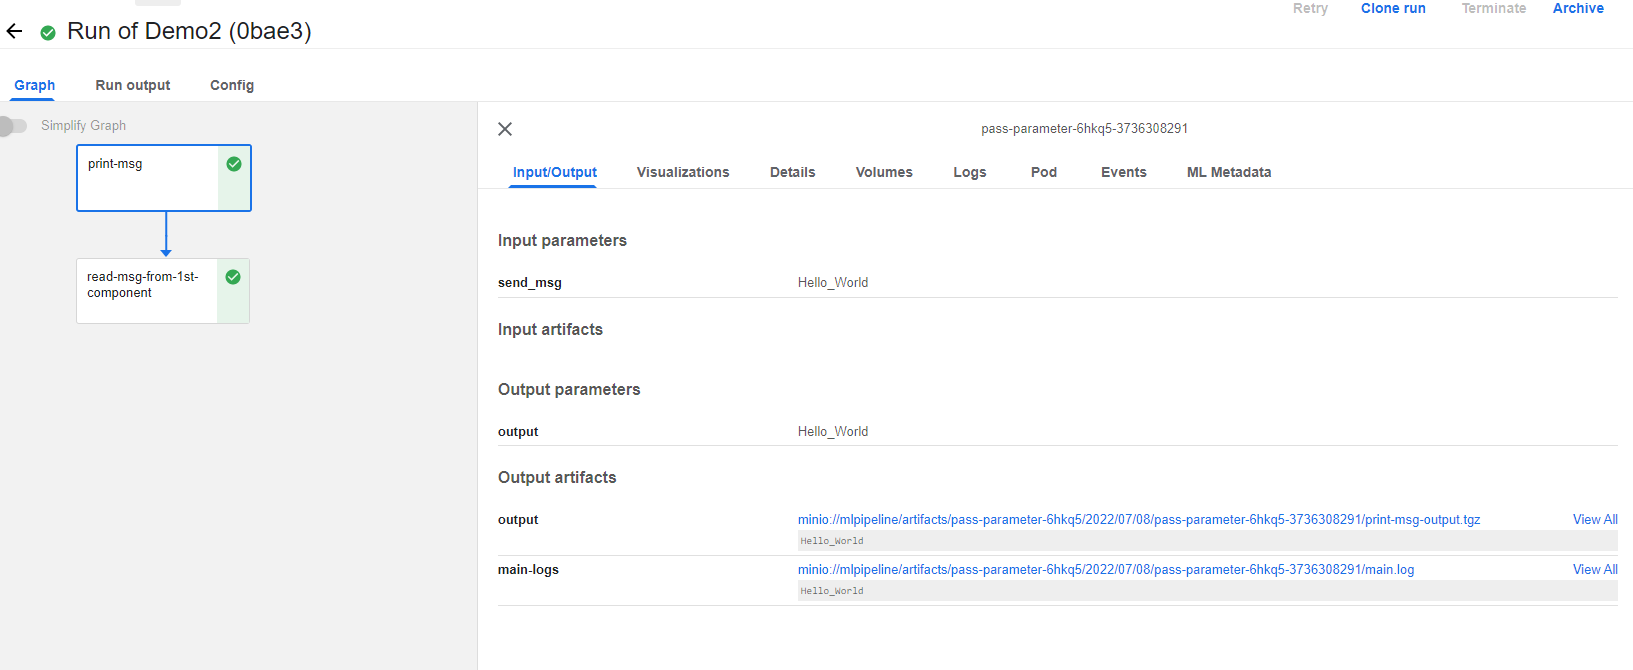 Retry Clone run Terminate Archive
Run of Demo2 (0bae3)
Graph Run output Config
Simplify Graph
print-msg
read-msg-from-1st-
component
pass-parameter-6hkq5-3736308291
Input/Output Visualizations Details Volumes Logs Pod Events ML Metadata
Input parameters
send_msg Hello_World
Input artifacts
Output parameters
output Hello_World
Output artifacts
output minio://mlpipeline/artifacts/pass-parameter-6hkq5/2022/07/08/pass-parameter-6hkq5-3736308291/print-msg-output.tgz View All
Hello_World
main-logs minio://mlpipeline/artifacts/pass-parameter-6hkq5/2022/07/08/pass-parameter-6hkq5-3736308291/main.log View All
Hello_World